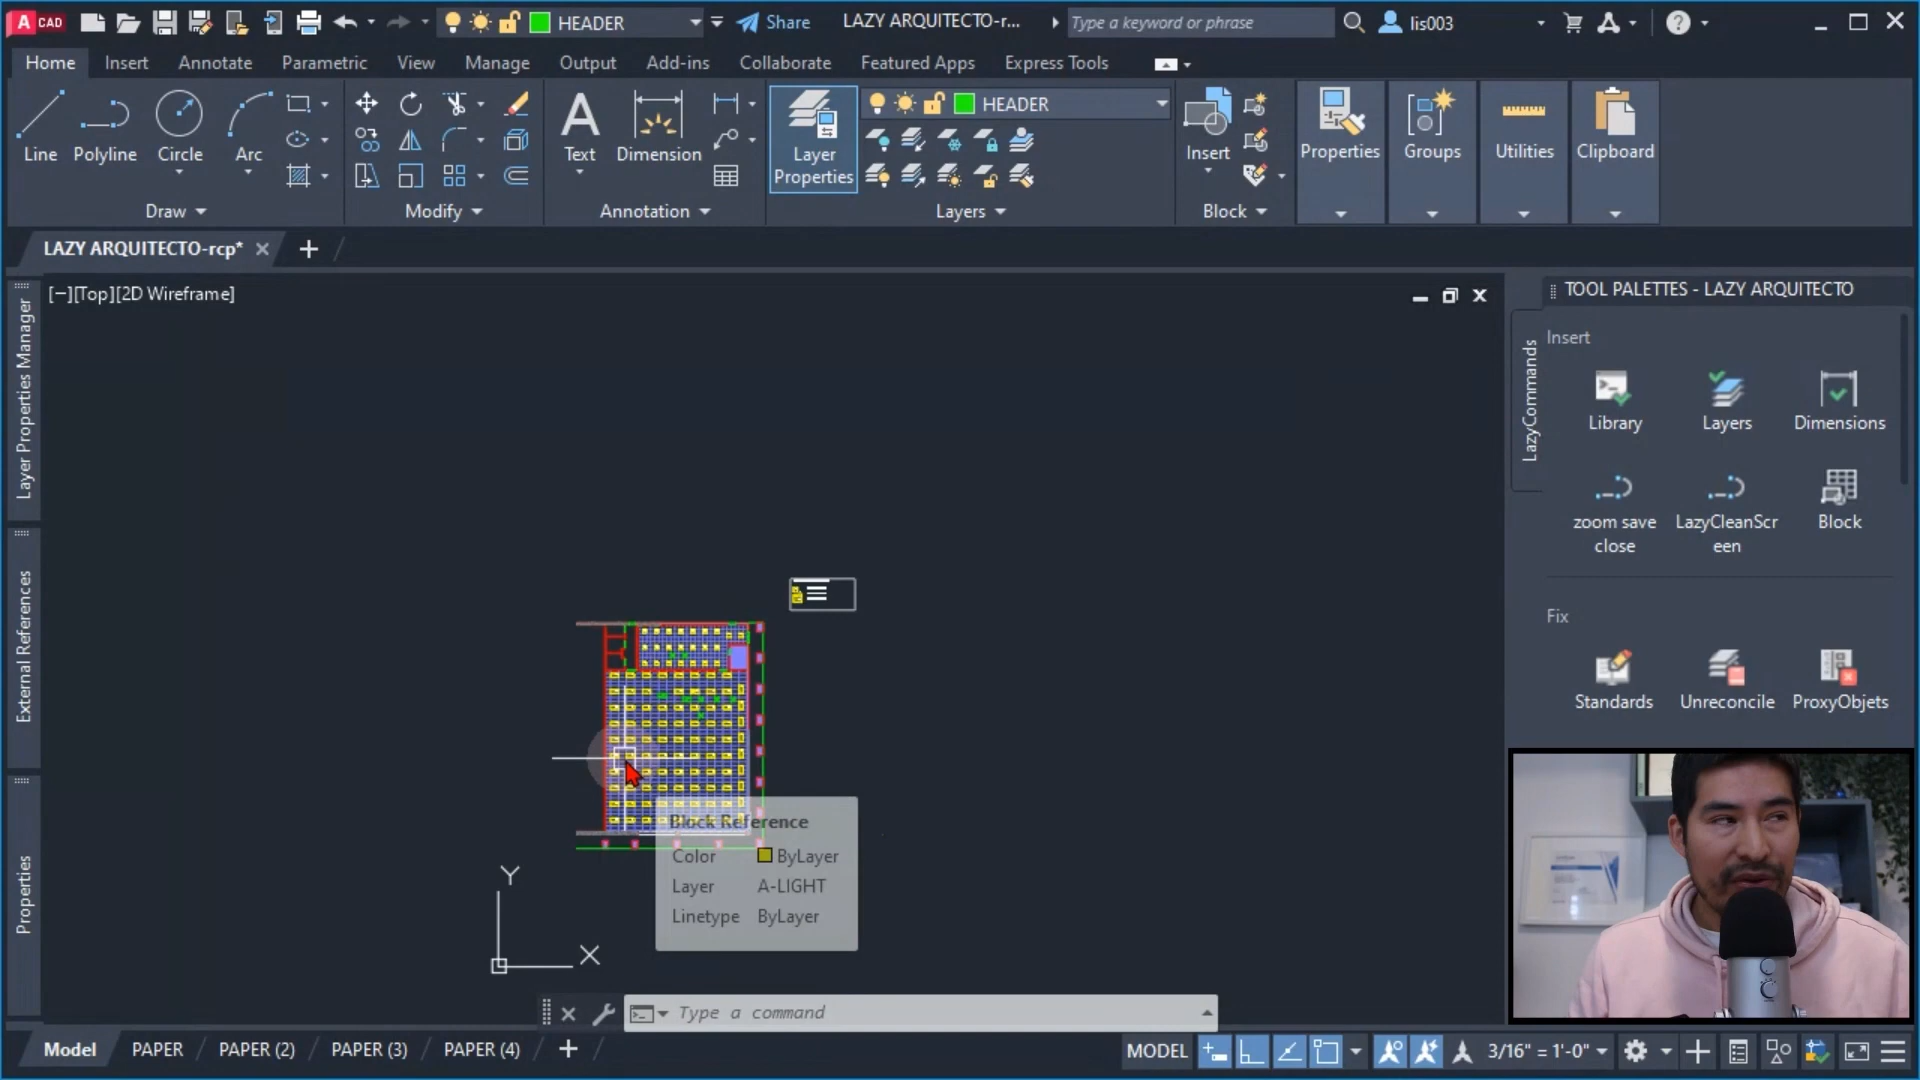 A CAD
HEADER
Share
LAZY ARQUITECTO-r...
Type a keyword or phrase
lis003
Home
Insert
Annotate
Parametric
View
Manage
Output
Add-ins
Collaborate
Featured Apps
Express Tools
Line
Polyline
Circle
Arc
Text
Dimension
Layer
Properties
HEADER
Insert
Properties
Groups
Utilities
Clipboard
Draw
Modify
Annotation
Layers
Block
LAZY ARQUITECTO-rcp*
[−][Top][2D Wireframe]
Layer Properties Manager
External References
Properties
Y
X
Block Reference
Color ByLayer
Layer A-LIGHT
Linetype ByLayer
Type a command
TOOL PALETTES - LAZY ARQUITECTO
LazyCommands
Insert
Library
Layers
Dimensions
zoom save
close
LazyCleanScr
een
Block
Fix
Standards
Unreconcile
ProxyObjets
Model
PAPER
PAPER (2)
PAPER (3)
PAPER (4)
MODEL
3/16" = 1'-0"